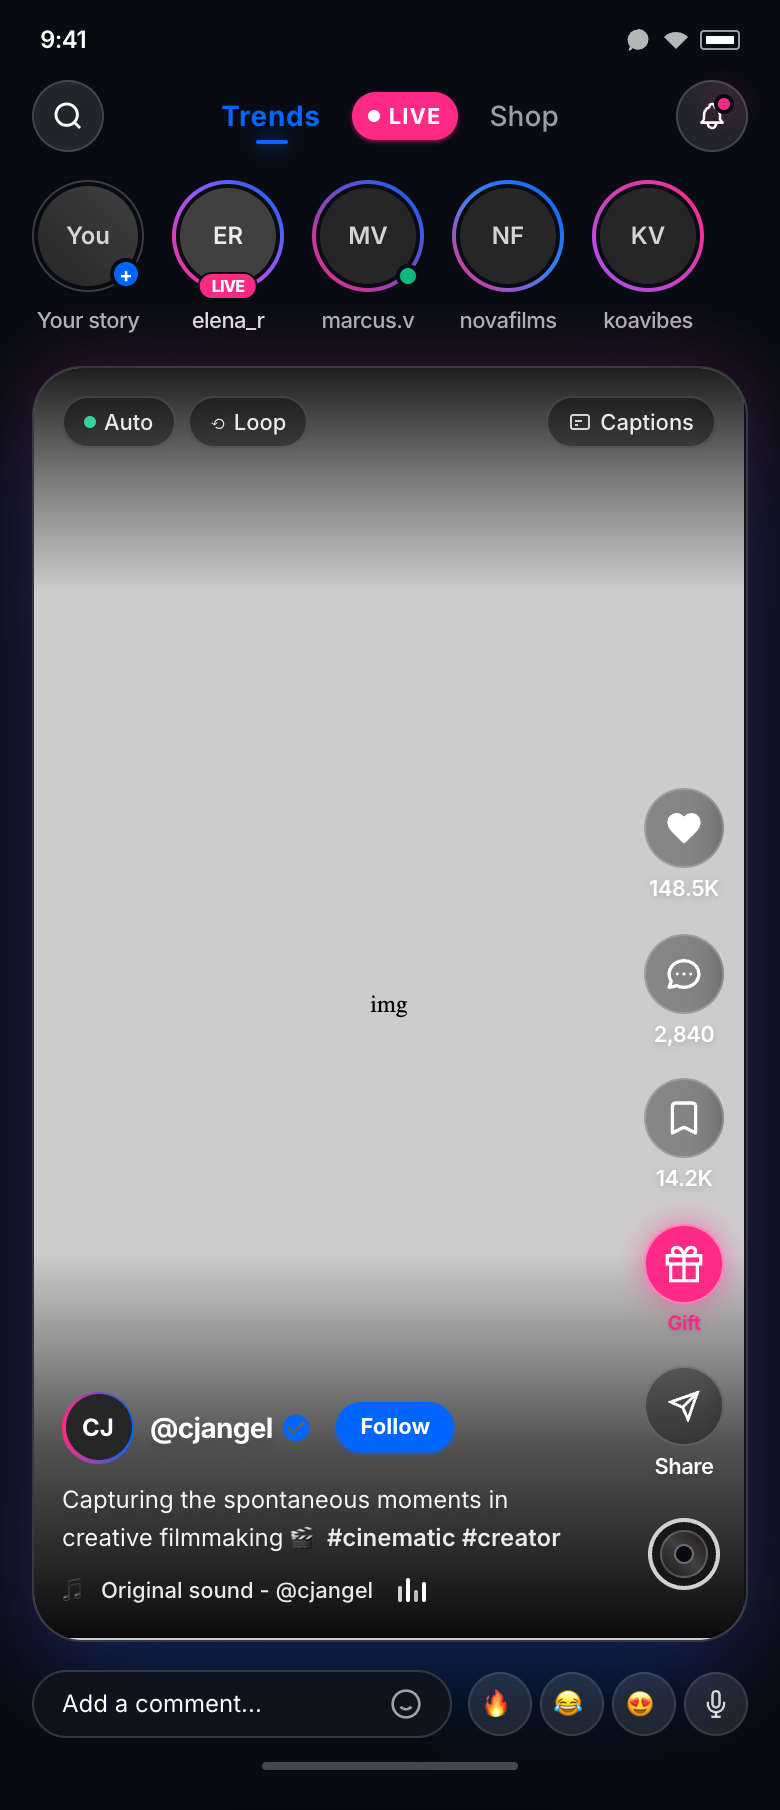 9:41
Trends
LIVE
Shop
You
+
ER
LIVE
MV
NF
KV
Your story
elena_r
marcus.v
novafilms
koavibes
Auto
Loop
Captions
148.5K
2,840
img
14.2K
Gift
CJ
@cjangel
Follow
Share
Capturing the spontaneous moments in
creative filmmaking 🎬 #cinematic #creator
Original sound - @cjangel
Add a comment...